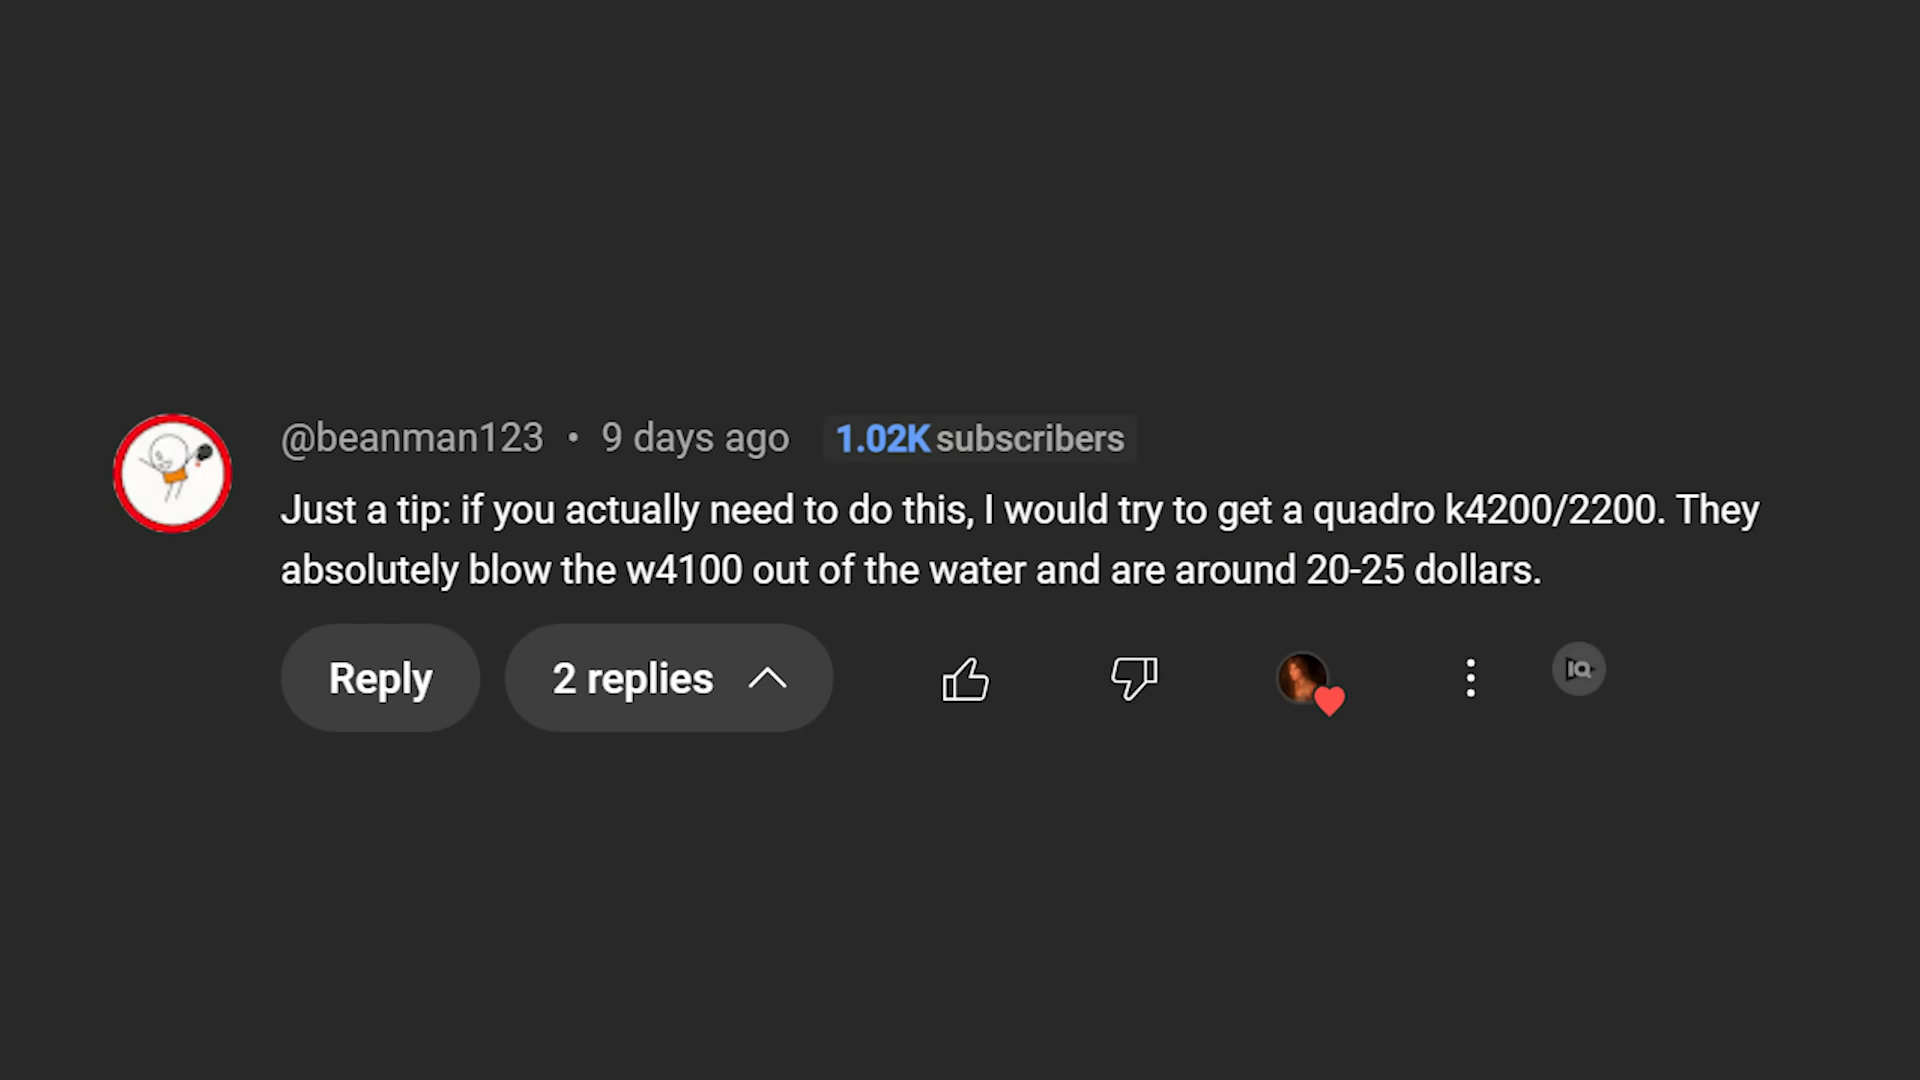 @beanman123 • 9 days ago 1.02K subscribers
Just a tip: if you actually need to do this, I would try to get a quadro k4200/2200. They
absolutely blow the w4100 out of the water and are around 20-25 dollars.
Reply 2 replies IQ